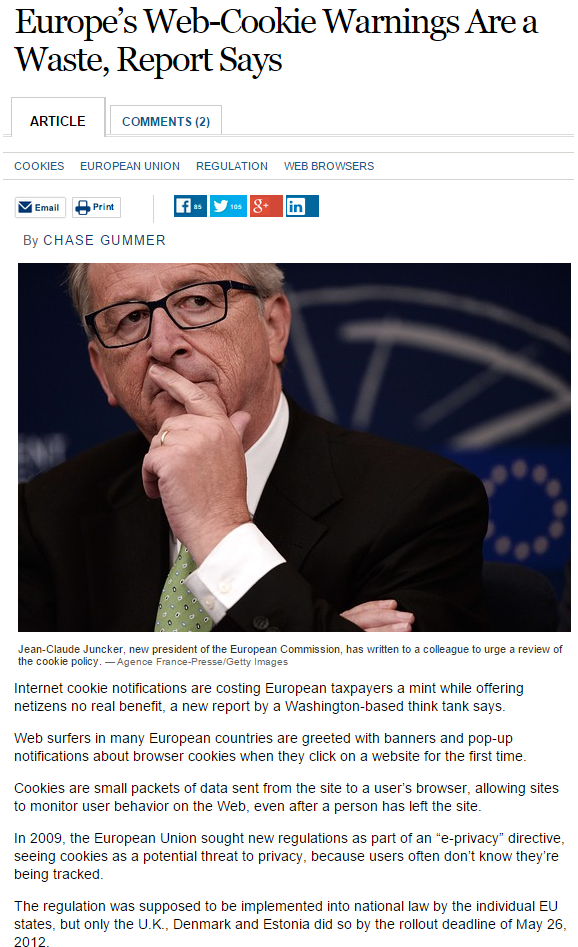 Europe’s Web-Cookie Warnings Are a
Waste, Report Says
ARTICLE
COMMENTS (2)
COOKIES EUROPEAN UNION REGULATION WEB BROWSERS
Email Print f 85 105 g+ in
By CHASE GUMMER
ENT
Jean-Claude Juncker, new president of the European Commission, has written to a colleague to urge a review of
the cookie policy. — Agence France-Presse/Getty Images
Internet cookie notifications are costing European taxpayers a mint while offering
netizens no real benefit, a new report by a Washington-based think tank says.
Web surfers in many European countries are greeted with banners and pop-up
notifications about browser cookies when they click on a website for the first time.
Cookies are small packets of data sent from the site to a user’s browser, allowing sites
to monitor user behavior on the Web, even after a person has left the site.
In 2009, the European Union sought new regulations as part of an “e-privacy” directive,
seeing cookies as a potential threat to privacy, because users often don’t know they’re
being tracked.
The regulation was supposed to be implemented into national law by the individual EU
states, but only the U.K., Denmark and Estonia did so by the rollout deadline of May 26,
2012.